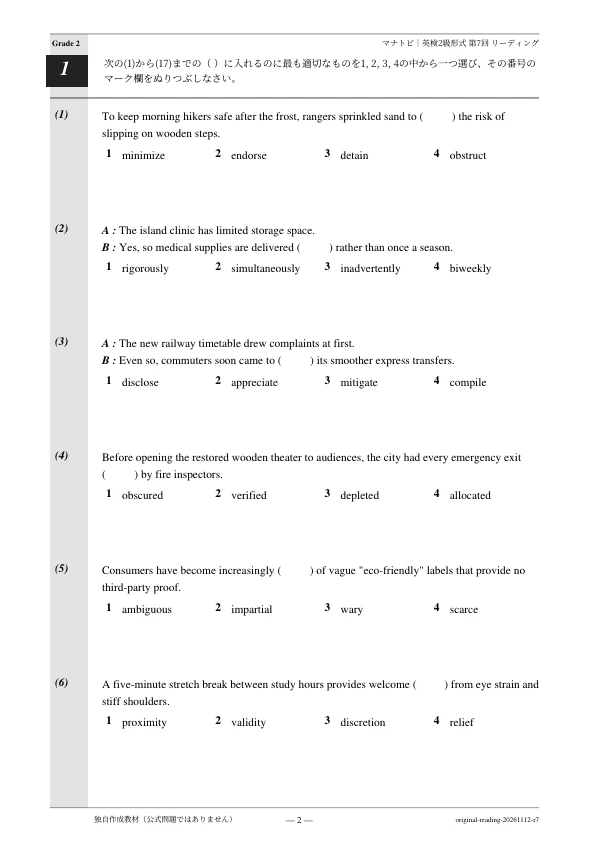 Grade 2
マナトビ｜英検2級形式 第7回 リーディング
1
次の(1)から(17)までの（ ）に入れるのに最も適切なものを1, 2, 3, 4の中から一つ選び、その番号の
マーク欄をぬりつぶしなさい。
(1)
To keep morning hikers safe after the frost, rangers sprinkled sand to ( ) the risk of
slipping on wooden steps.
1 minimize 2 endorse 3 detain 4 obstruct
(2)
A : The island clinic has limited storage space.
B : Yes, so medical supplies are delivered ( ) rather than once a season.
1 rigorously 2 simultaneously 3 inadvertently 4 biweekly
(3)
A : The new railway timetable drew complaints at first.
B : Even so, commuters soon came to ( ) its smoother express transfers.
1 disclose 2 appreciate 3 mitigate 4 compile
(4)
Before opening the restored wooden theater to audiences, the city had every emergency exit
( ) by fire inspectors.
1 obscured 2 verified 3 depleted 4 allocated
(5)
Consumers have become increasingly ( ) of vague "eco-friendly" labels that provide no
third-party proof.
1 ambiguous 2 impartial 3 wary 4 scarce
(6)
A five-minute stretch break between study hours provides welcome ( ) from eye strain and
stiff shoulders.
1 proximity 2 validity 3 discretion 4 relief
独自作成教材（公式問題ではありません）
— 2 —
original-reading-20261112-r7